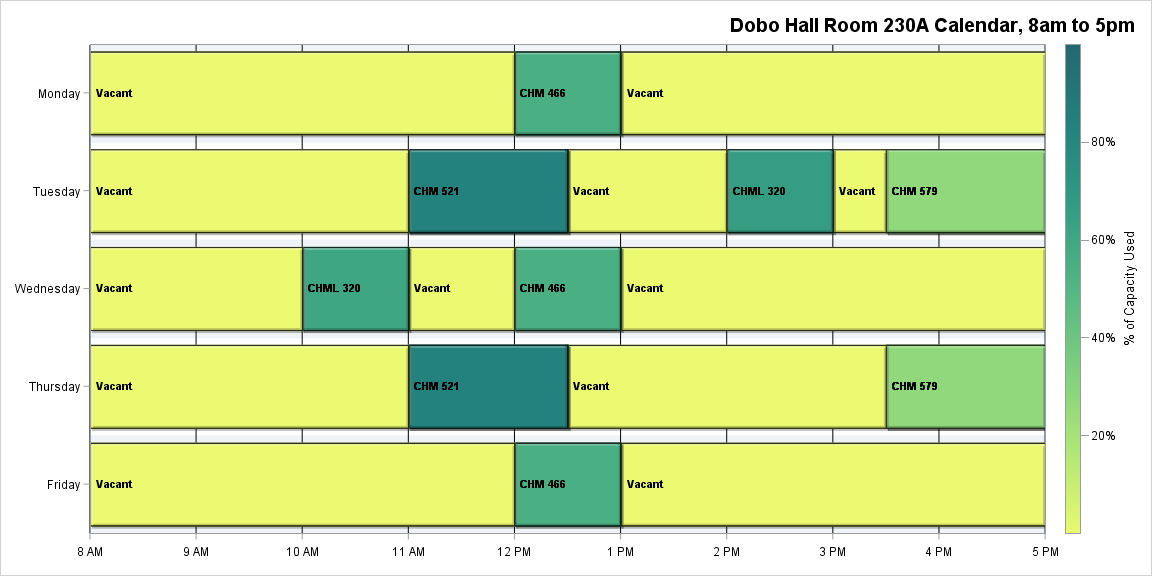 Dobo Hall Room 230A Calendar, 8am to 5pm
Monday
Vacant
CHM 466
Vacant
Tuesday
Vacant
CHM 521
Vacant
CHML 320
Vacant
CHM 579
Wednesday
Vacant
CHML 320
Vacant
CHM 466
Vacant
Thursday
Vacant
CHM 521
Vacant
CHM 579
Friday
Vacant
CHM 466
Vacant
8 AM
9 AM
10 AM
11 AM
12 PM
1 PM
2 PM
3 PM
4 PM
5 PM
80%
60%
40%
20%
% of Capacity Used